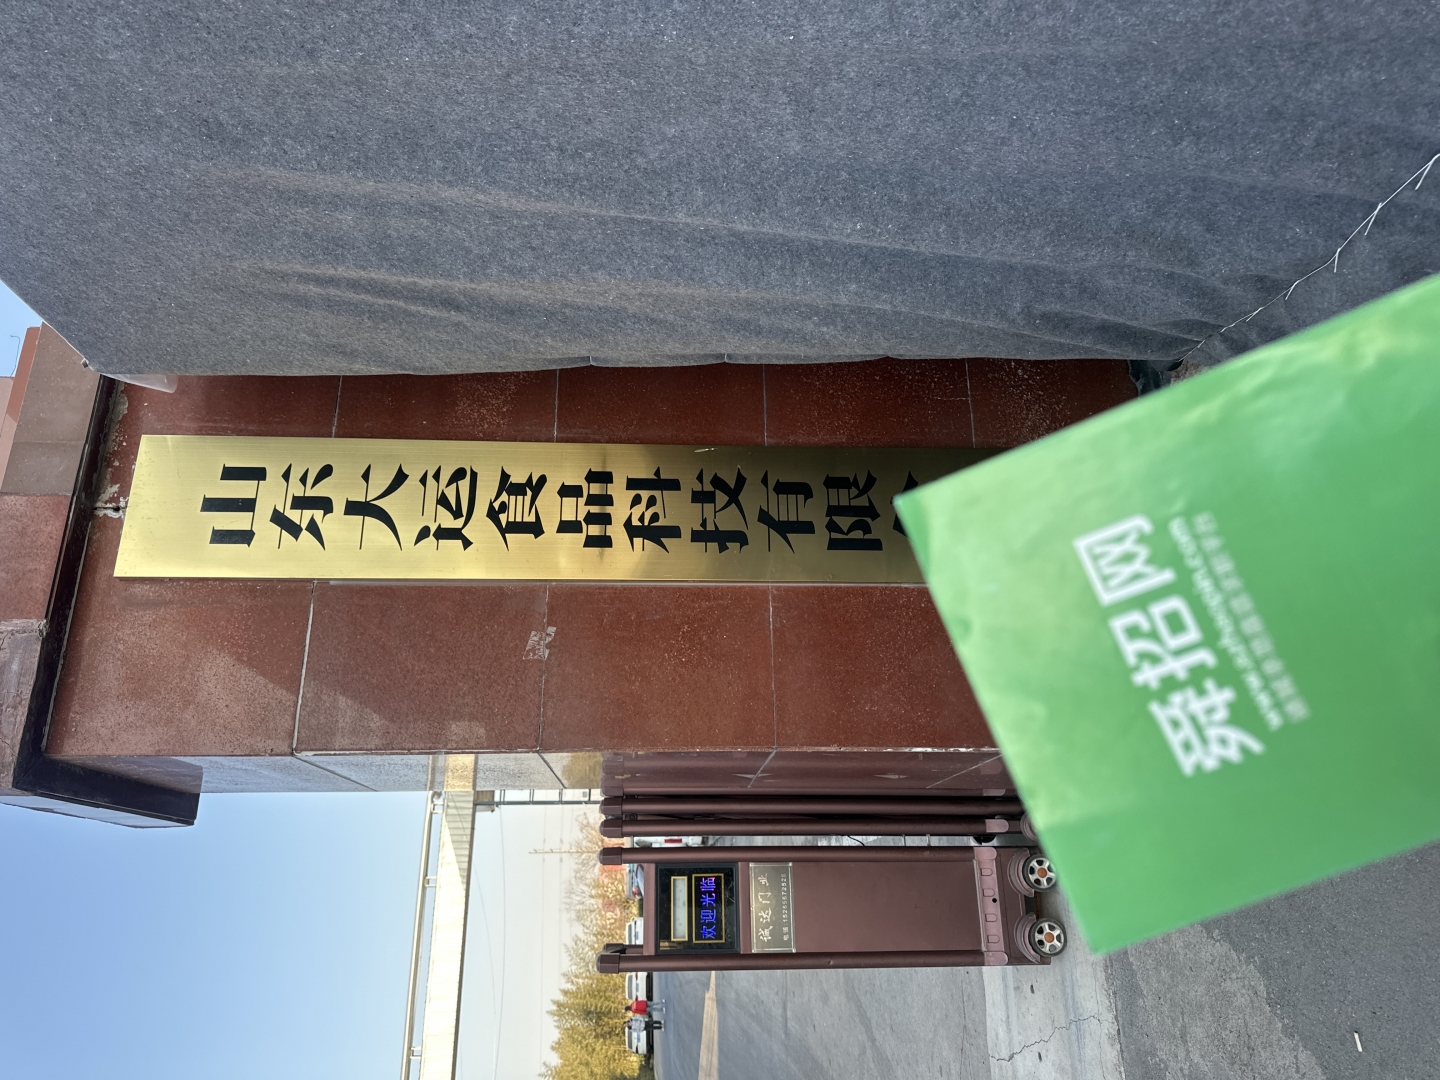 山东大运食品科技有限
舜招网
欢迎光临
诚达门业